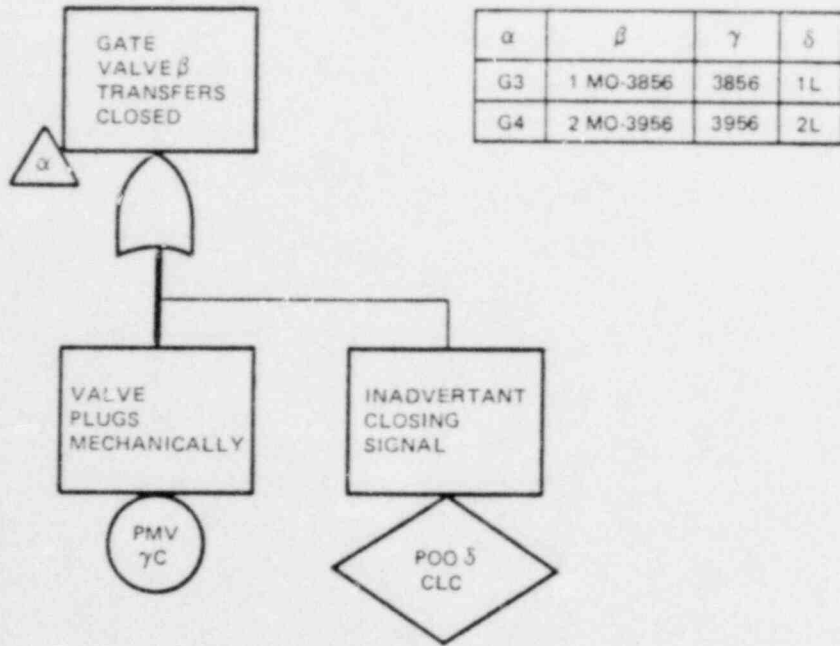 GATE
VALVE β
TRANSFERS
CLOSED
α
α β γ δ
G3 1 MO-3856 3856 1L
G4 2 MO-3956 3956 2L
VALVE
PLUGS
MECHANICALLY
INADVERTANT
CLOSING
SIGNAL
PMV
γC
POO δ
CLC